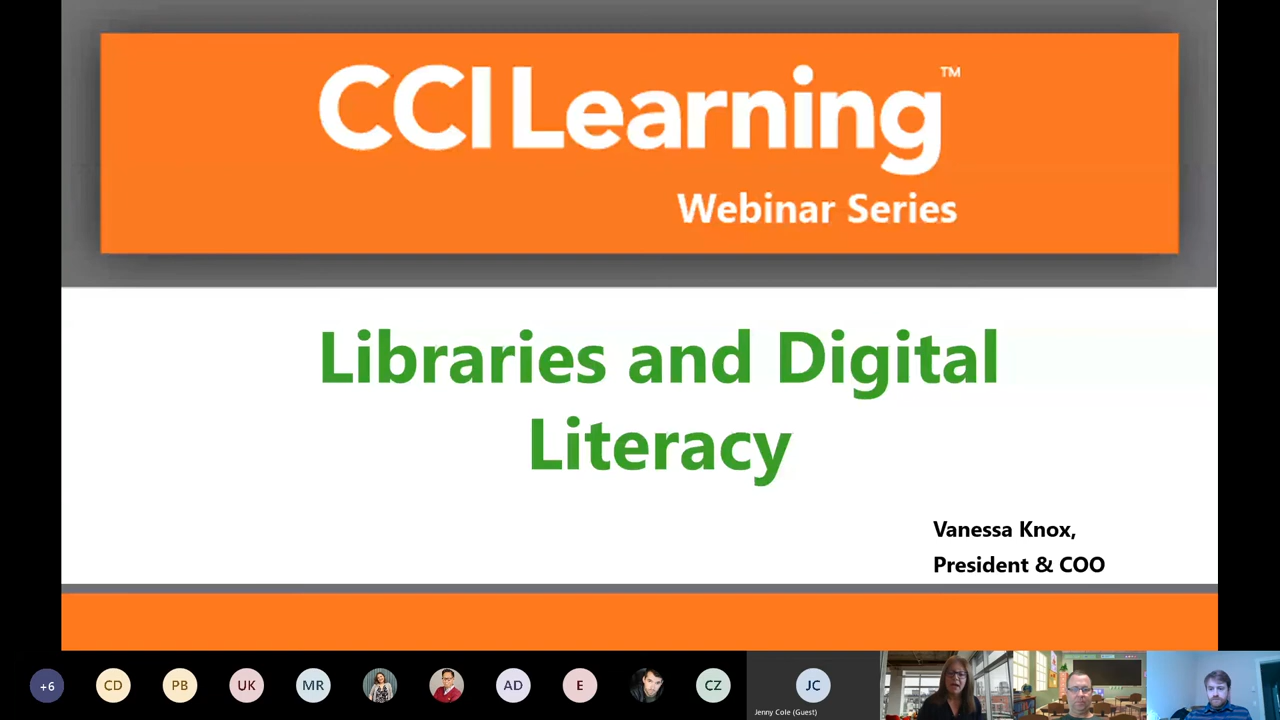 CCI Learning™
Webinar Series
Libraries and Digital
Literacy
Vanessa Knox,
President & COO
+6
CD
PB
UK
MR
AD
E
CZ
JC
Jenny Cole (Guest)